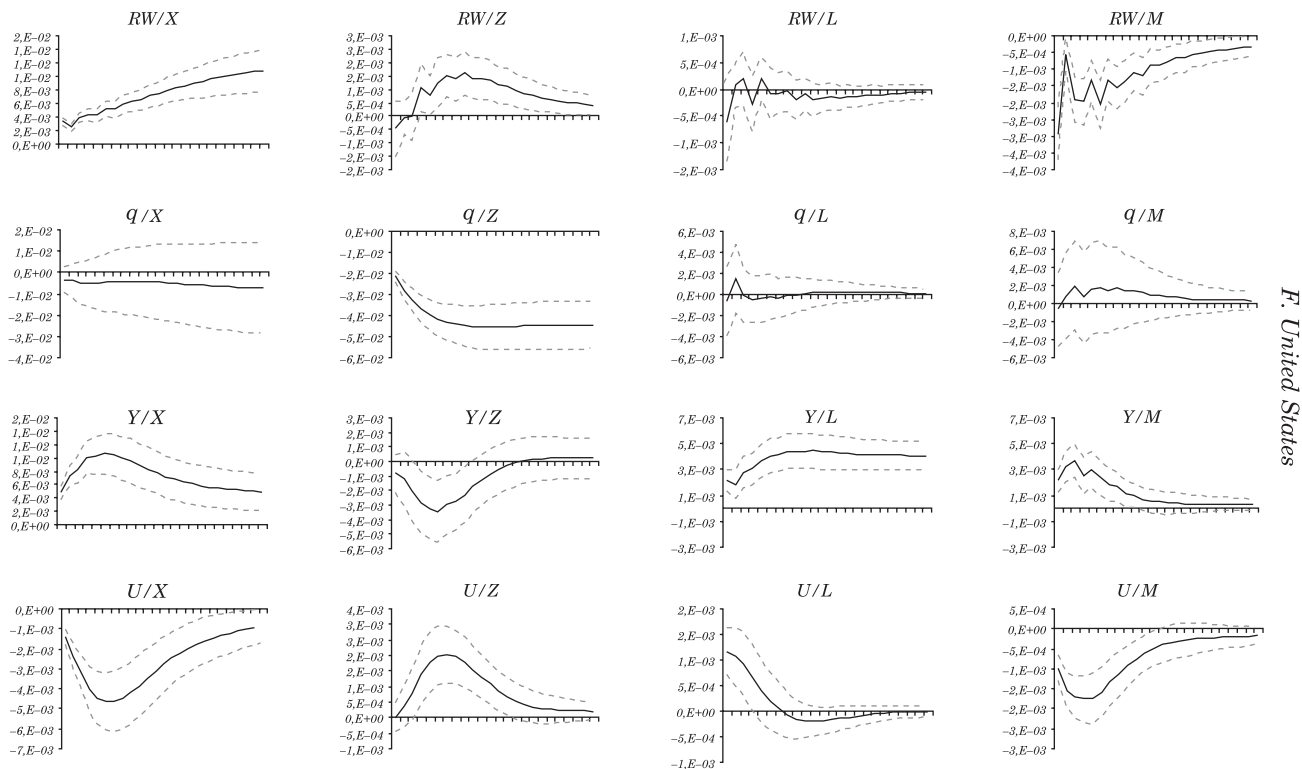 RW/X
2,E–02
1,E–02
1,E–02
1,E–02
8,E–03
6,E–03
4,E–03
2,E–03
0,E+00
RW/Z
3,E–03
3,E–03
2,E–03
2,E–03
1,E–03
5,E–04
0,E+00
–5,E–04
–1,E–03
–2,E–03
–2,E–03
RW/L
1,E–03
5,E–04
0,E+00
–5,E–04
–1,E–03
–2,E–03
RW/M
0,E+00
–5,E–04
–1,E–03
–2,E–03
–2,E–03
–3,E–03
–3,E–03
–4,E–03
–4,E–03
q/X
2,E–02
1,E–02
0,E+00
–1,E–02
–2,E–02
–3,E–02
–4,E–02
q/Z
0,E+00
–1,E–02
–2,E–02
–3,E–02
–4,E–02
–5,E–02
–6,E–02
q/L
6,E–03
4,E–03
2,E–03
0,E+00
–2,E–03
–4,E–03
–6,E–03
q/M
8,E–03
6,E–03
4,E–03
2,E–03
0,E+00
–2,E–03
–4,E–03
–6,E–03
F. United States
Y/X
2,E–02
1,E–02
1,E–02
1,E–02
8,E–03
6,E–03
4,E–03
2,E–03
0,E+00
Y/Z
3,E–03
2,E–03
1,E–03
0,E+00
–1,E–03
–2,E–03
–3,E–03
–4,E–03
–5,E–03
–6,E–03
Y/L
7,E–03
5,E–03
3,E–03
1,E–03
–1,E–03
–3,E–03
Y/M
7,E–03
5,E–03
3,E–03
1,E–03
–1,E–03
–3,E–03
U/X
0,E+00
–1,E–03
–2,E–03
–3,E–03
–4,E–03
–5,E–03
–6,E–03
–7,E–03
U/Z
4,E–03
3,E–03
3,E–03
2,E–03
2,E–03
1,E–03
5,E–04
0,E+00
–5,E–04
–1,E–03
U/L
2,E–03
2,E–03
1,E–03
5,E–04
0,E+00
–5,E–04
–1,E–03
U/M
5,E–04
0,E+00
–5,E–04
–1,E–03
–2,E–03
–2,E–03
–3,E–03
–3,E–03